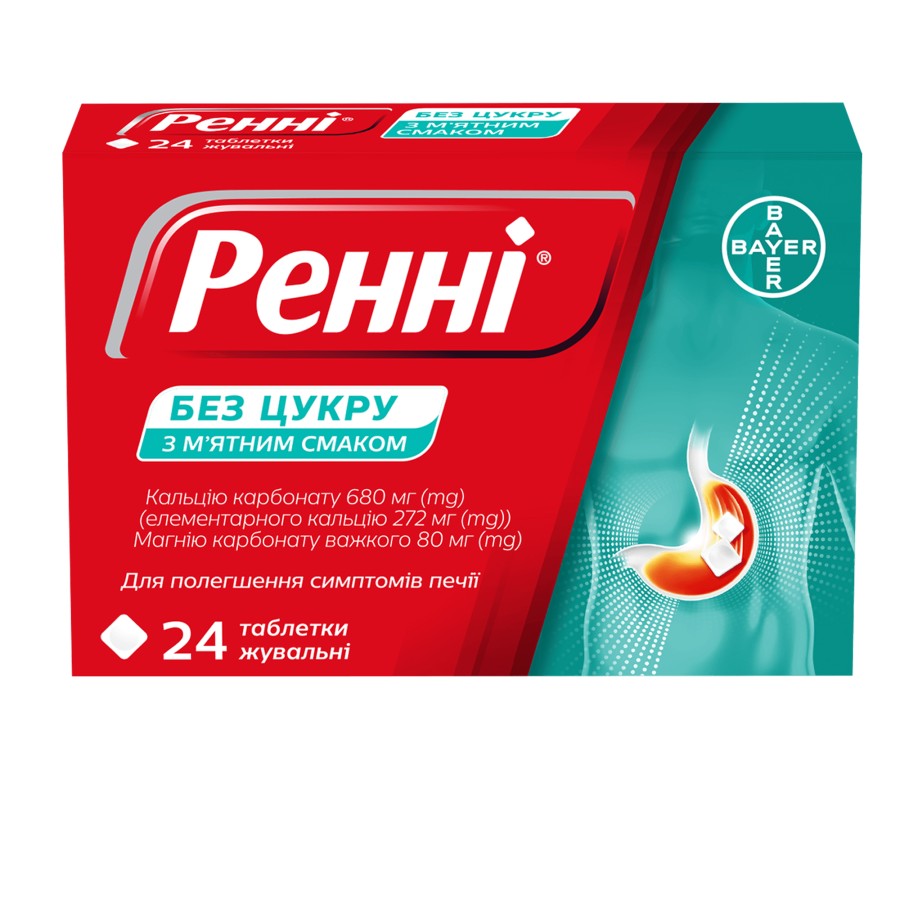 Ренні®
24 таблетки
жувальні
БЕЗ ЦУКРУ
З М'ЯТНИМ
СМАКОМ
Ренні®
БЕЗ ЦУКРУ
З М'ЯТНИМ СМАКОМ
Кальцію карбонату 680 мг (mg)
(елементарного кальцію 272 мг (mg))
Магнію карбонату важкого 80 мг (mg)
Для полегшення симптомів печії
24 таблетки
жувальні
BAYER
BAYER